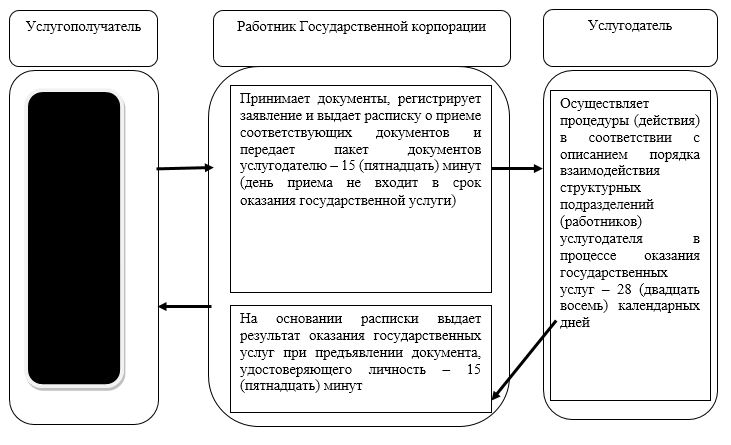 Услугополучатель
Работник Государственной корпорации
Услугодатель
Принимает документы, регистрирует
заявление и выдает расписку о приеме
соответствующих документов и
передает пакет документов
услугодателю – 15 (пятнадцать) минут
(день приема не входит в срок
оказания государственной услуги)
На основании расписки выдает
результат оказания государственных
услуг при предъявлении документа,
удостоверяющего личность – 15
(пятнадцать) минут
Осуществляет
процедуры (действия)
в соответствии с
описанием порядка
взаимодействия
структурных
подразделений
(работников)
услугодателя в
процессе оказания
государственных
услуг – 28 (двадцать
восемь) календарных
дней